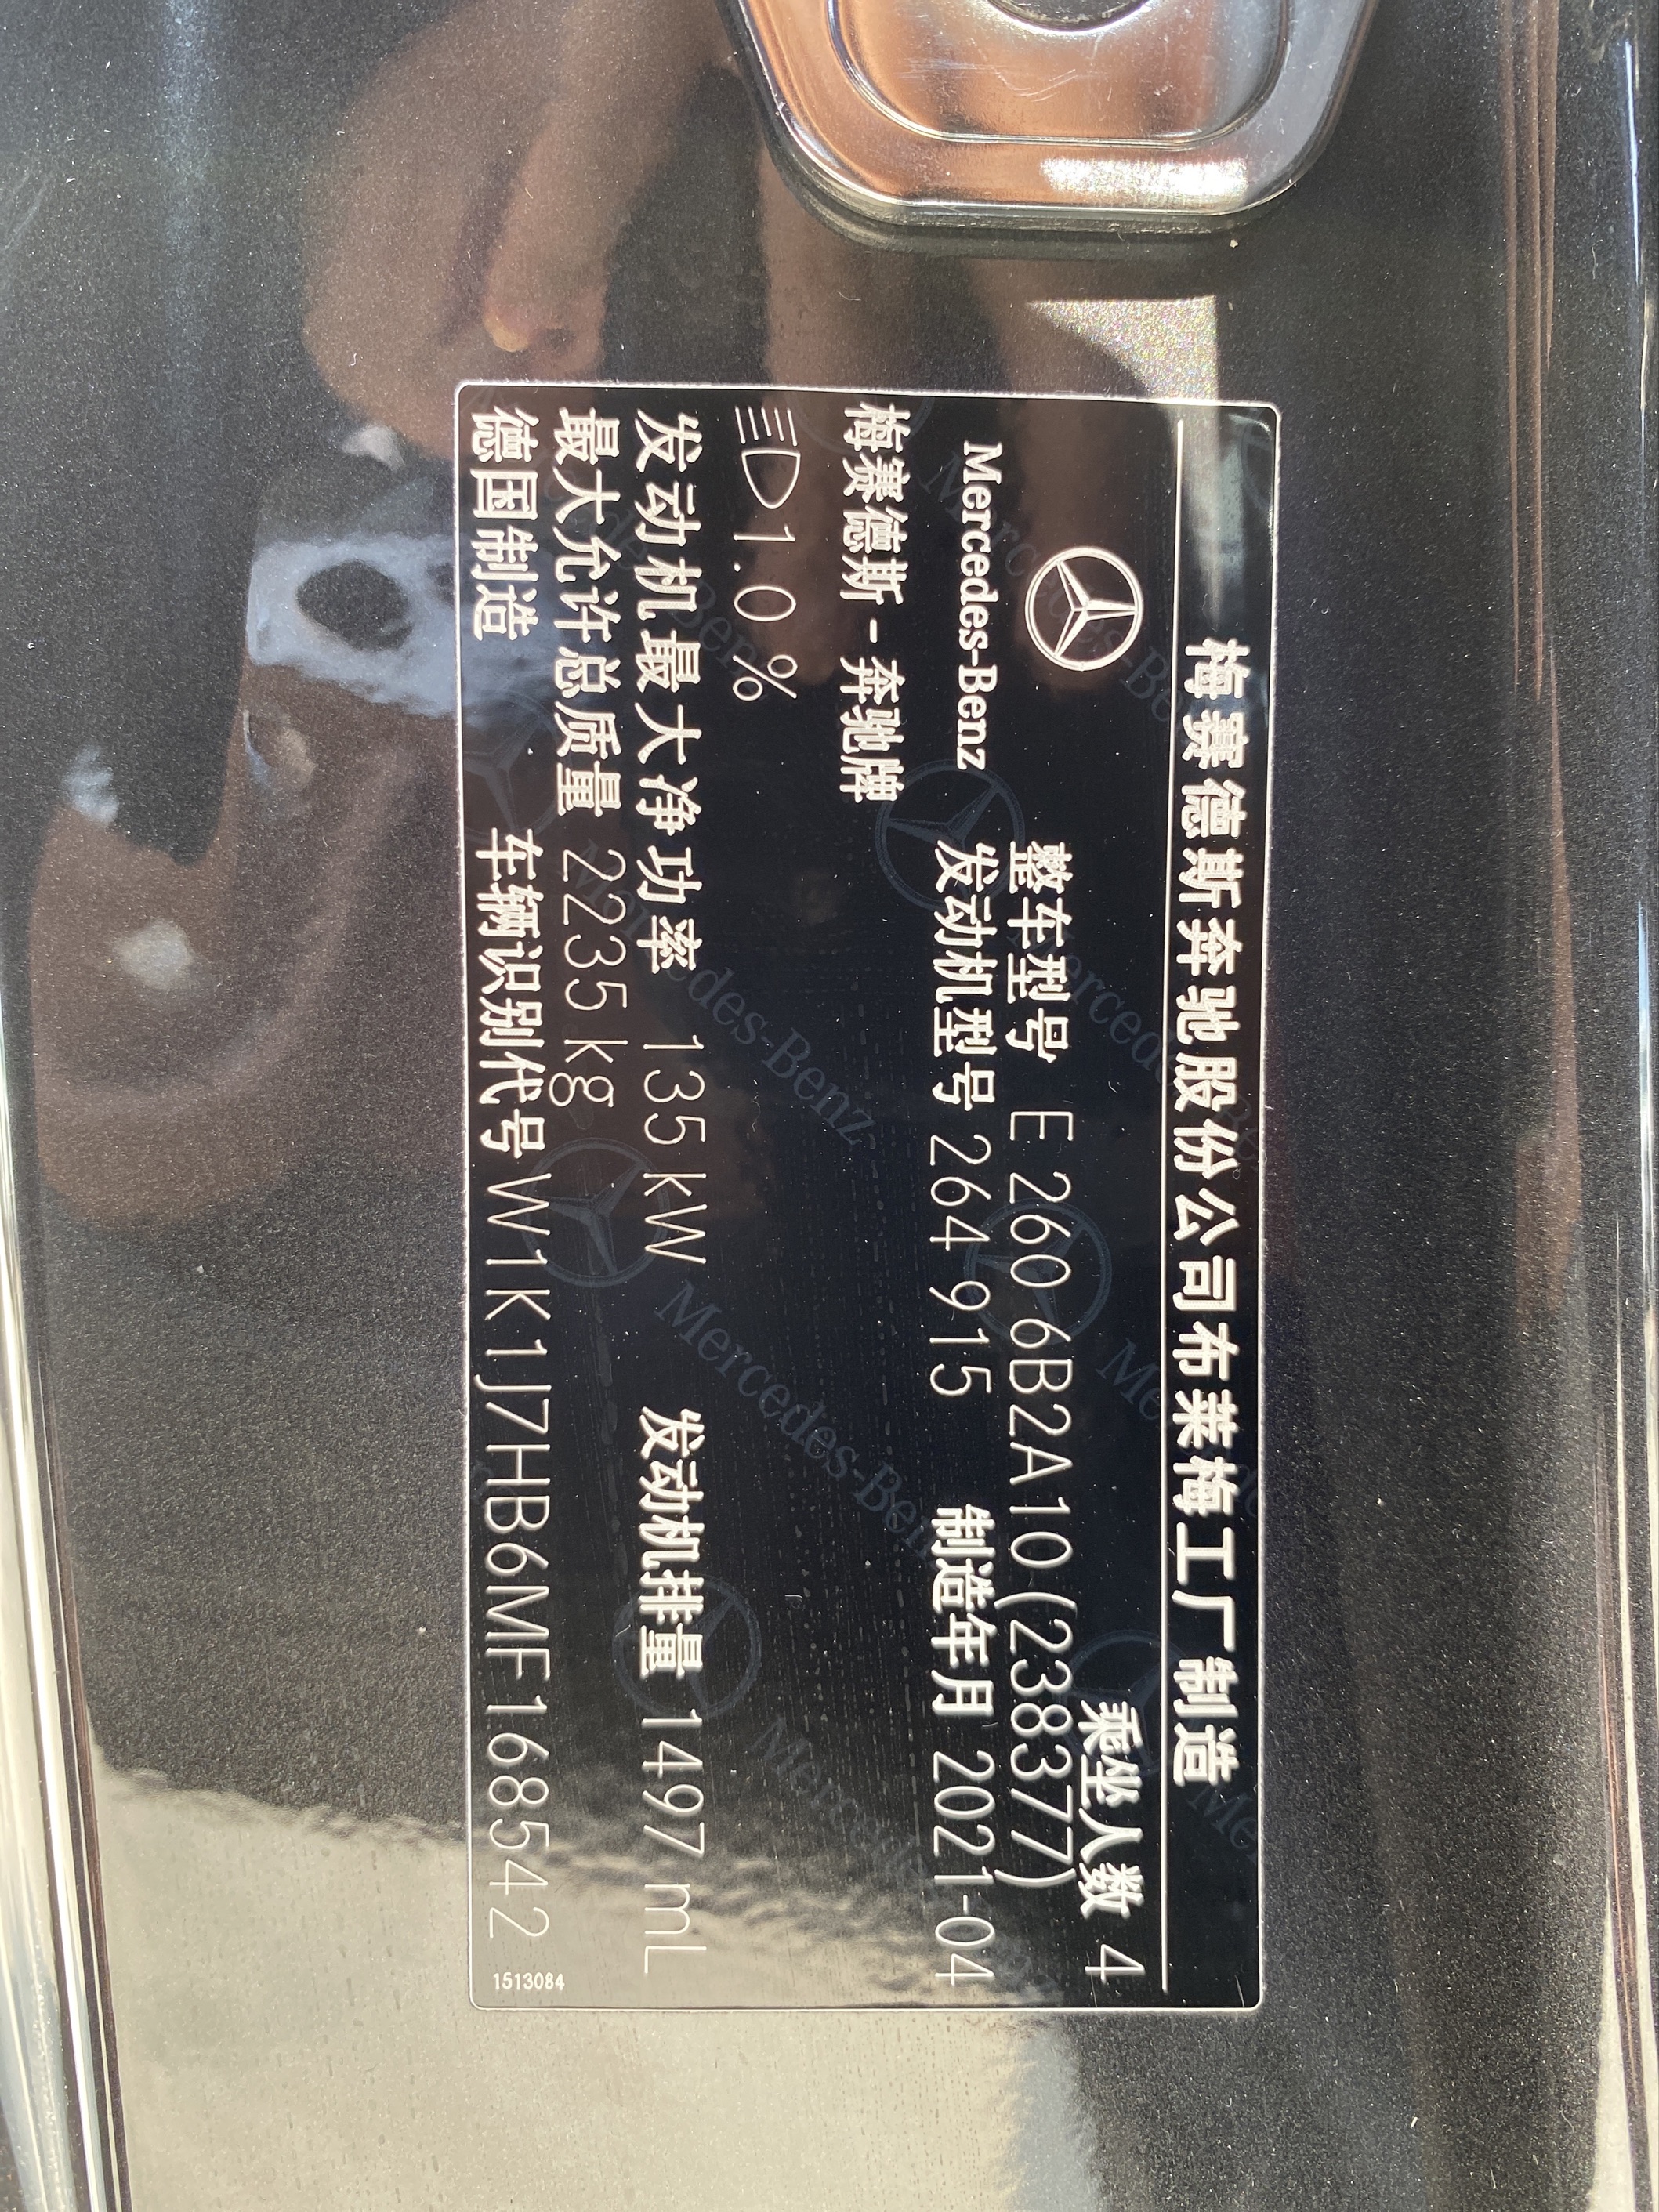 梅赛德斯奔驰股份公司布莱梅工厂制造
乘坐人数 4
Mercedes-Benz
整车型号 E 260 6B2A10(238377)
发动机型号 264 915 制造年月 2021-04
梅赛德斯-奔驰牌
1.0%
发动机最大净功率 135 kW 发动机排量 1497 mL
最大允许总质量 2235 kg
德国制造 车辆识别代号 W1K1J7HB6MF168542
1513084